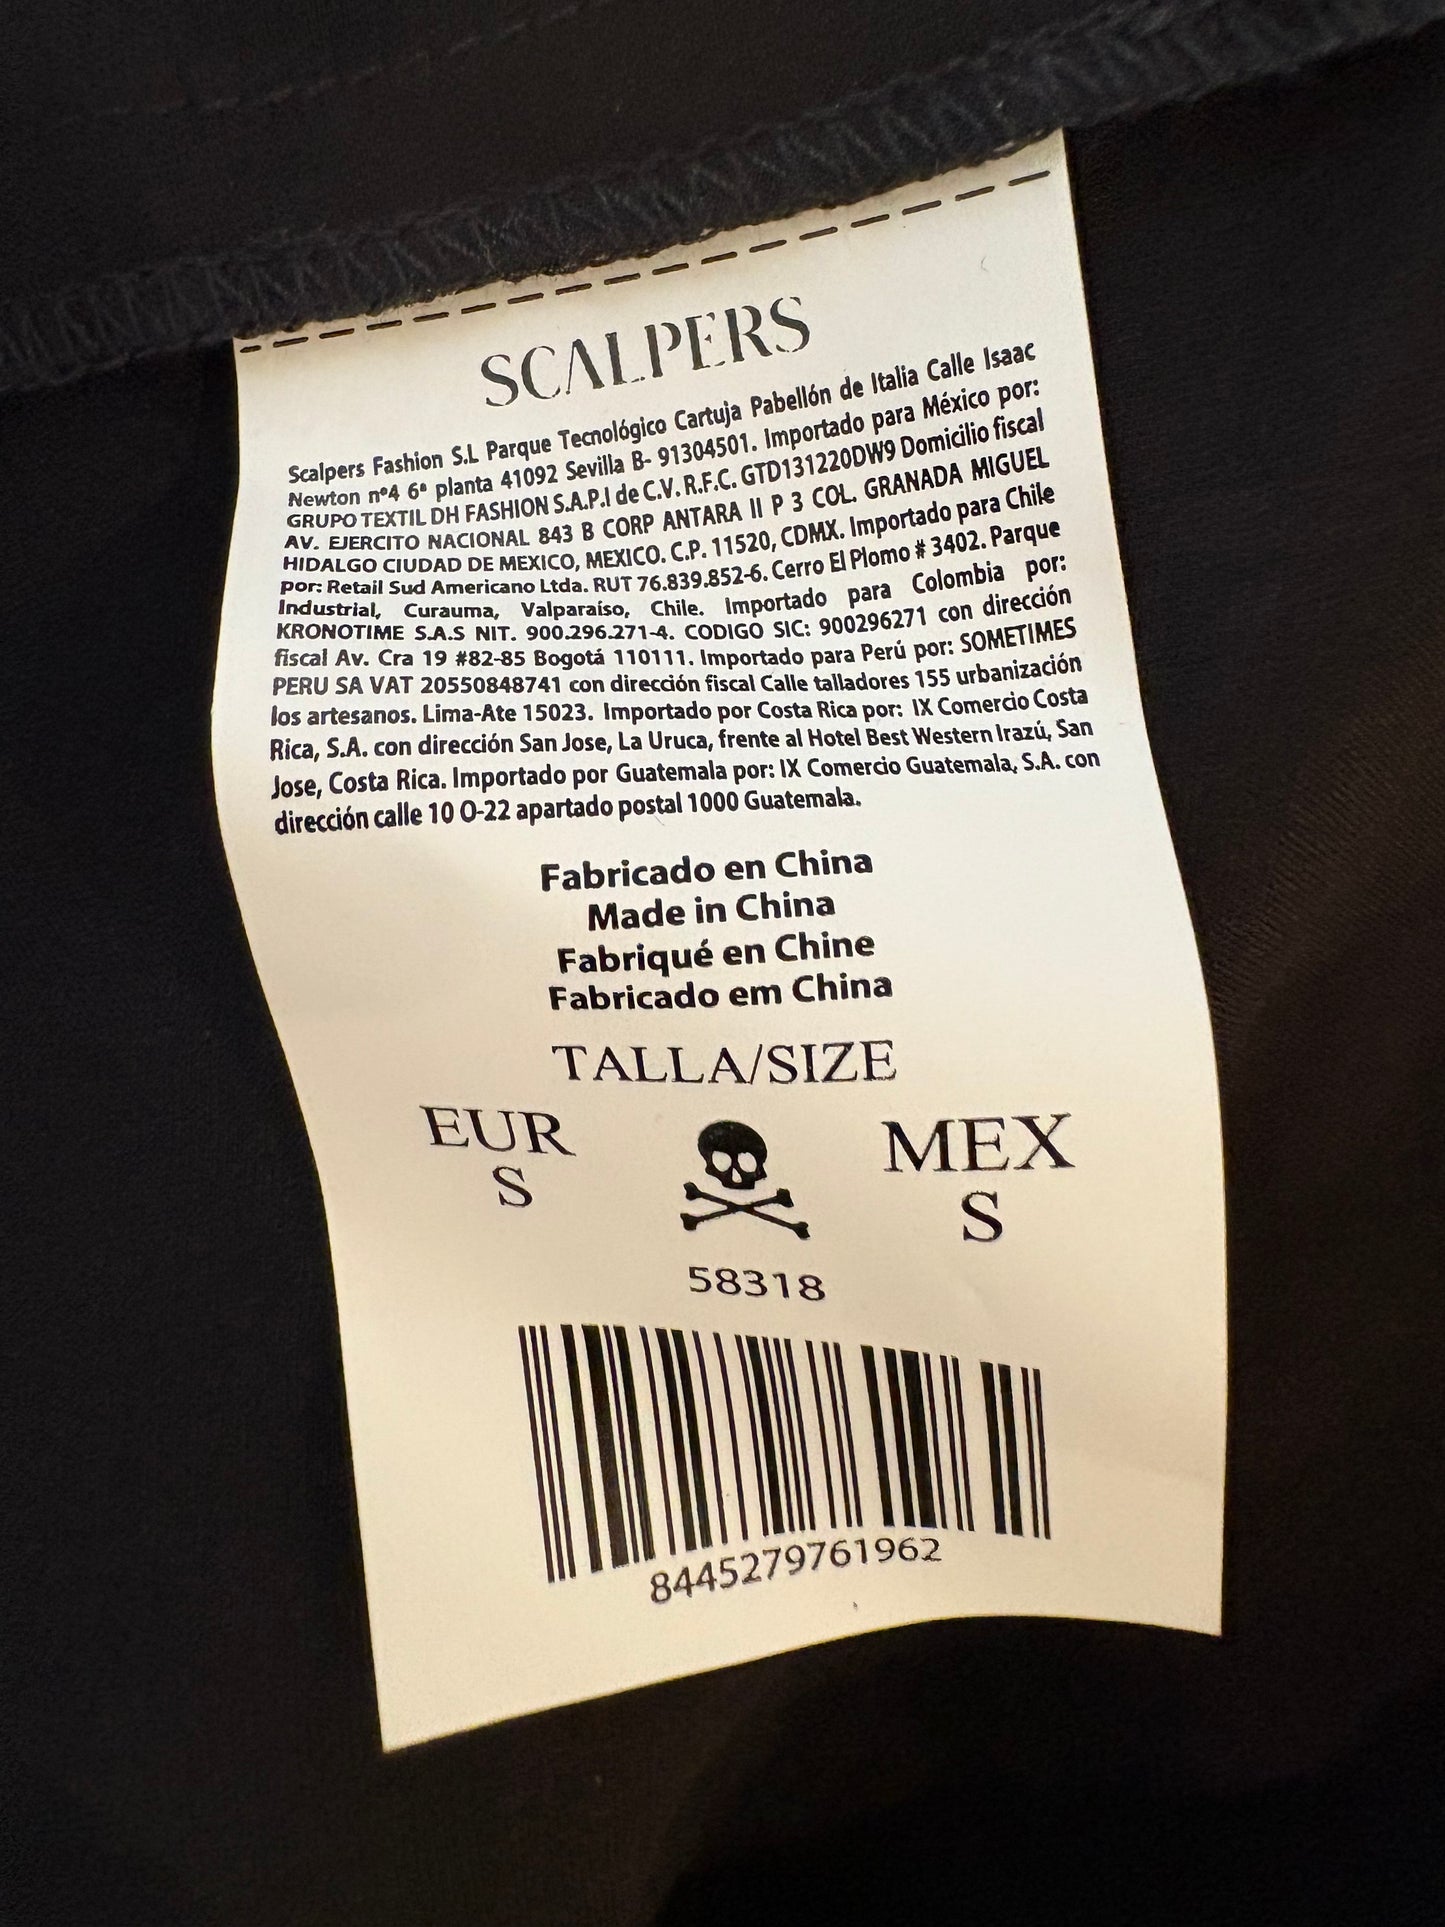 SCALPERS
Scalpers Fashion S.L Parque Tecnológico Cartuja Pabellón de Italia Calle Isaac
Newton nº4 6ª planta 41092 Sevilla B- 91304501. Importado para México por:
GRUPO TEXTIL DH FASHION S.A.P.I de C.V. R.F.C. GTD131220DW9 Domicilio fiscal
AV. EJERCITO NACIONAL 843 B CORP ANTARA II P 3 COL. GRANADA MIGUEL
HIDALGO CIUDAD DE MEXICO, MEXICO. C.P. 11520, CDMX. Importado para Chile
por: Retail Sud Americano Ltda. RUT 76.839.852-6. Cerro El Plomo # 3402. Parque
Industrial, Curauma, Valparaíso, Chile. Importado para Colombia por:
KRONOTIME S.A.S NIT. 900.296.271-4. CODIGO SIC: 900296271 con dirección
fiscal Av. Cra 19 #82-85 Bogotá 110111. Importado para Perú por: SOMETIMES
PERU SA VAT 20550848741 con dirección fiscal Calle talladores 155 urbanización
los artesanos. Lima-Ate 15023. Importado por Costa Rica por: IX Comercio Costa
Rica, S.A. con dirección San Jose, La Uruca, frente al Hotel Best Western Irazú, San
Jose, Costa Rica. Importado por Guatemala por: IX Comercio Guatemala, S.A. con
dirección calle 10 O-22 apartado postal 1000 Guatemala.
Fabricado en China
Made in China
Fabriqué en Chine
Fabricado em China
TALLA/SIZE
EUR MEX
S S
58318
8445279761962